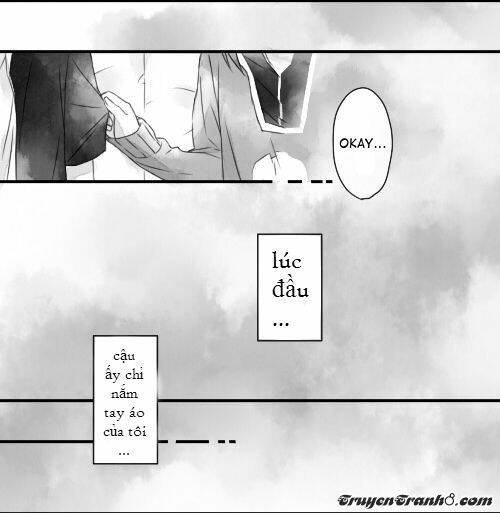 OKAY...
lúc
đầu
...
cậu
ấy chỉ
nắm
tay áo
của tôi
...
TruyenTranh8.com